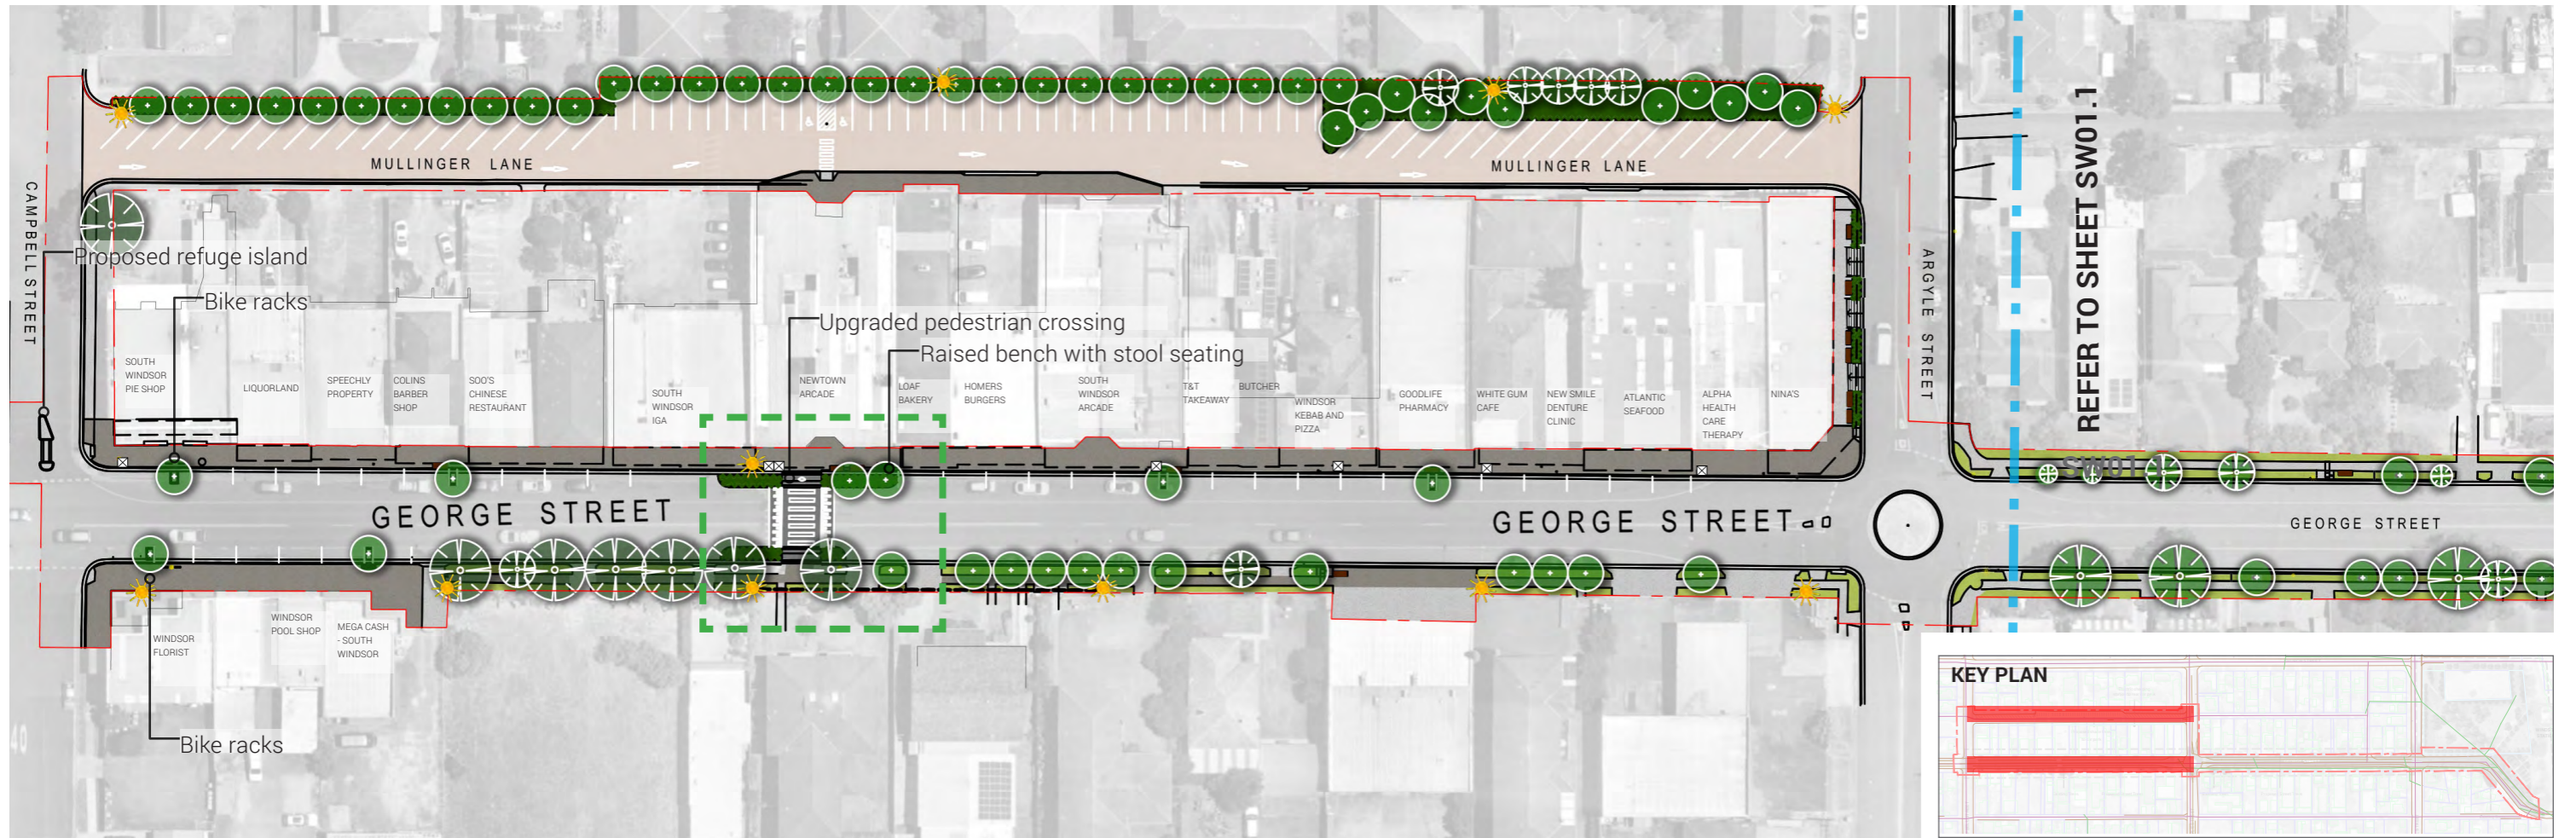 MULLINGER LANE
MULLINGER LANE
CAMPBELL STREET
Proposed refuge island
Bike racks
Upgraded pedestrian crossing
Raised bench with stool seating
SOUTH
WINDSOR
PIE SHOP
LIQUORLAND
SPEECHLY
PROPERTY
COLINS
BARBER
SHOP
SOO'S
CHINESE
RESTAURANT
SOUTH
WINDSOR
IGA
NEWTOWN
ARCADE
LOAF
BAKERY
HOMERS
BURGERS
SOUTH
WINDSOR
ARCADE
T&T
TAKEAWAY
BUTCHER
WINDSOR
KEBAB AND
PIZZA
GOODLIFE
PHARMACY
WHITE GUM
CAFE
NEW SMILE
DENTURE
CLINIC
ATLANTIC
SEAFOOD
ALPHA
HEALTH
CARE
THERAPY
NINA'S
ARGYLE STREET
REFER TO SHEET SW01.1
GEORGE STREET
GEORGE STREET
GEORGE STREET
WINDSOR
FLORIST
WINDSOR
POOL SHOP
MEGA CASH
- SOUTH
WINDSOR
Bike racks
40
KEY PLAN